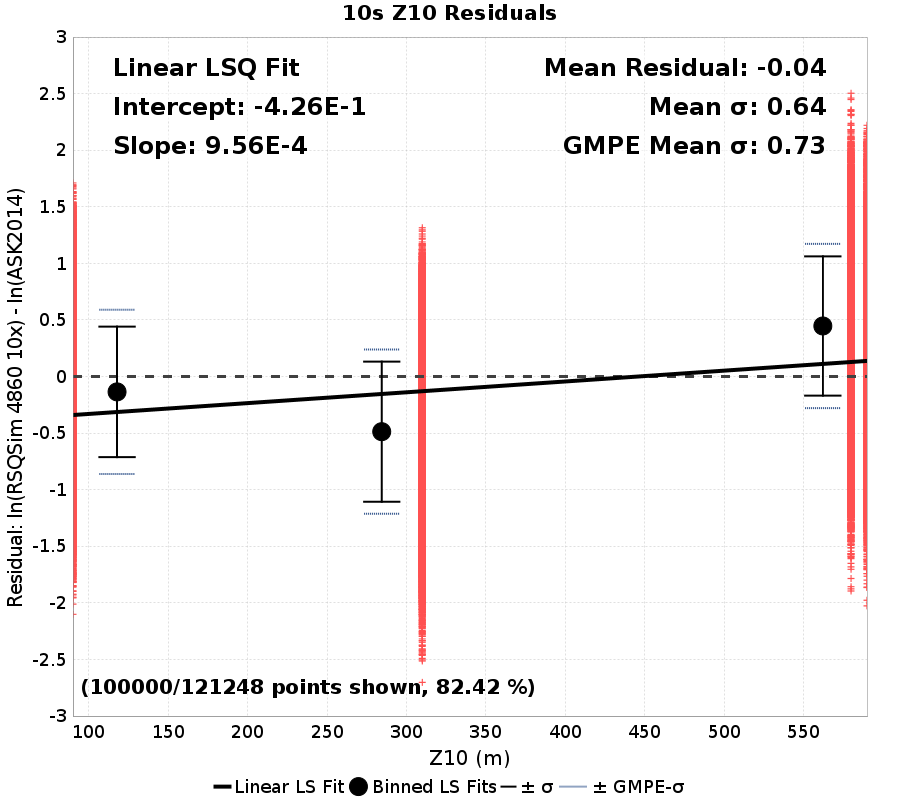 10s Z10 Residuals
Linear LSQ Fit
Intercept: -4.26E-1
Slope: 9.56E-4
Mean Residual: -0.04
Mean σ: 0.64
GMPE Mean σ: 0.73
3
2.5
2
1.5
1
0.5
0
-0.5
-1
-1.5
-2
-2.5
-3
Residual: ln(RSQSim 4860 10x) - ln(ASK2014)
(100000/121248 points shown, 82.42 %)
100 150 200 250 300 350 400 450 500 550
Z10 (m)
Linear LS Fit Binned LS Fits ± σ ± GMPE-σ